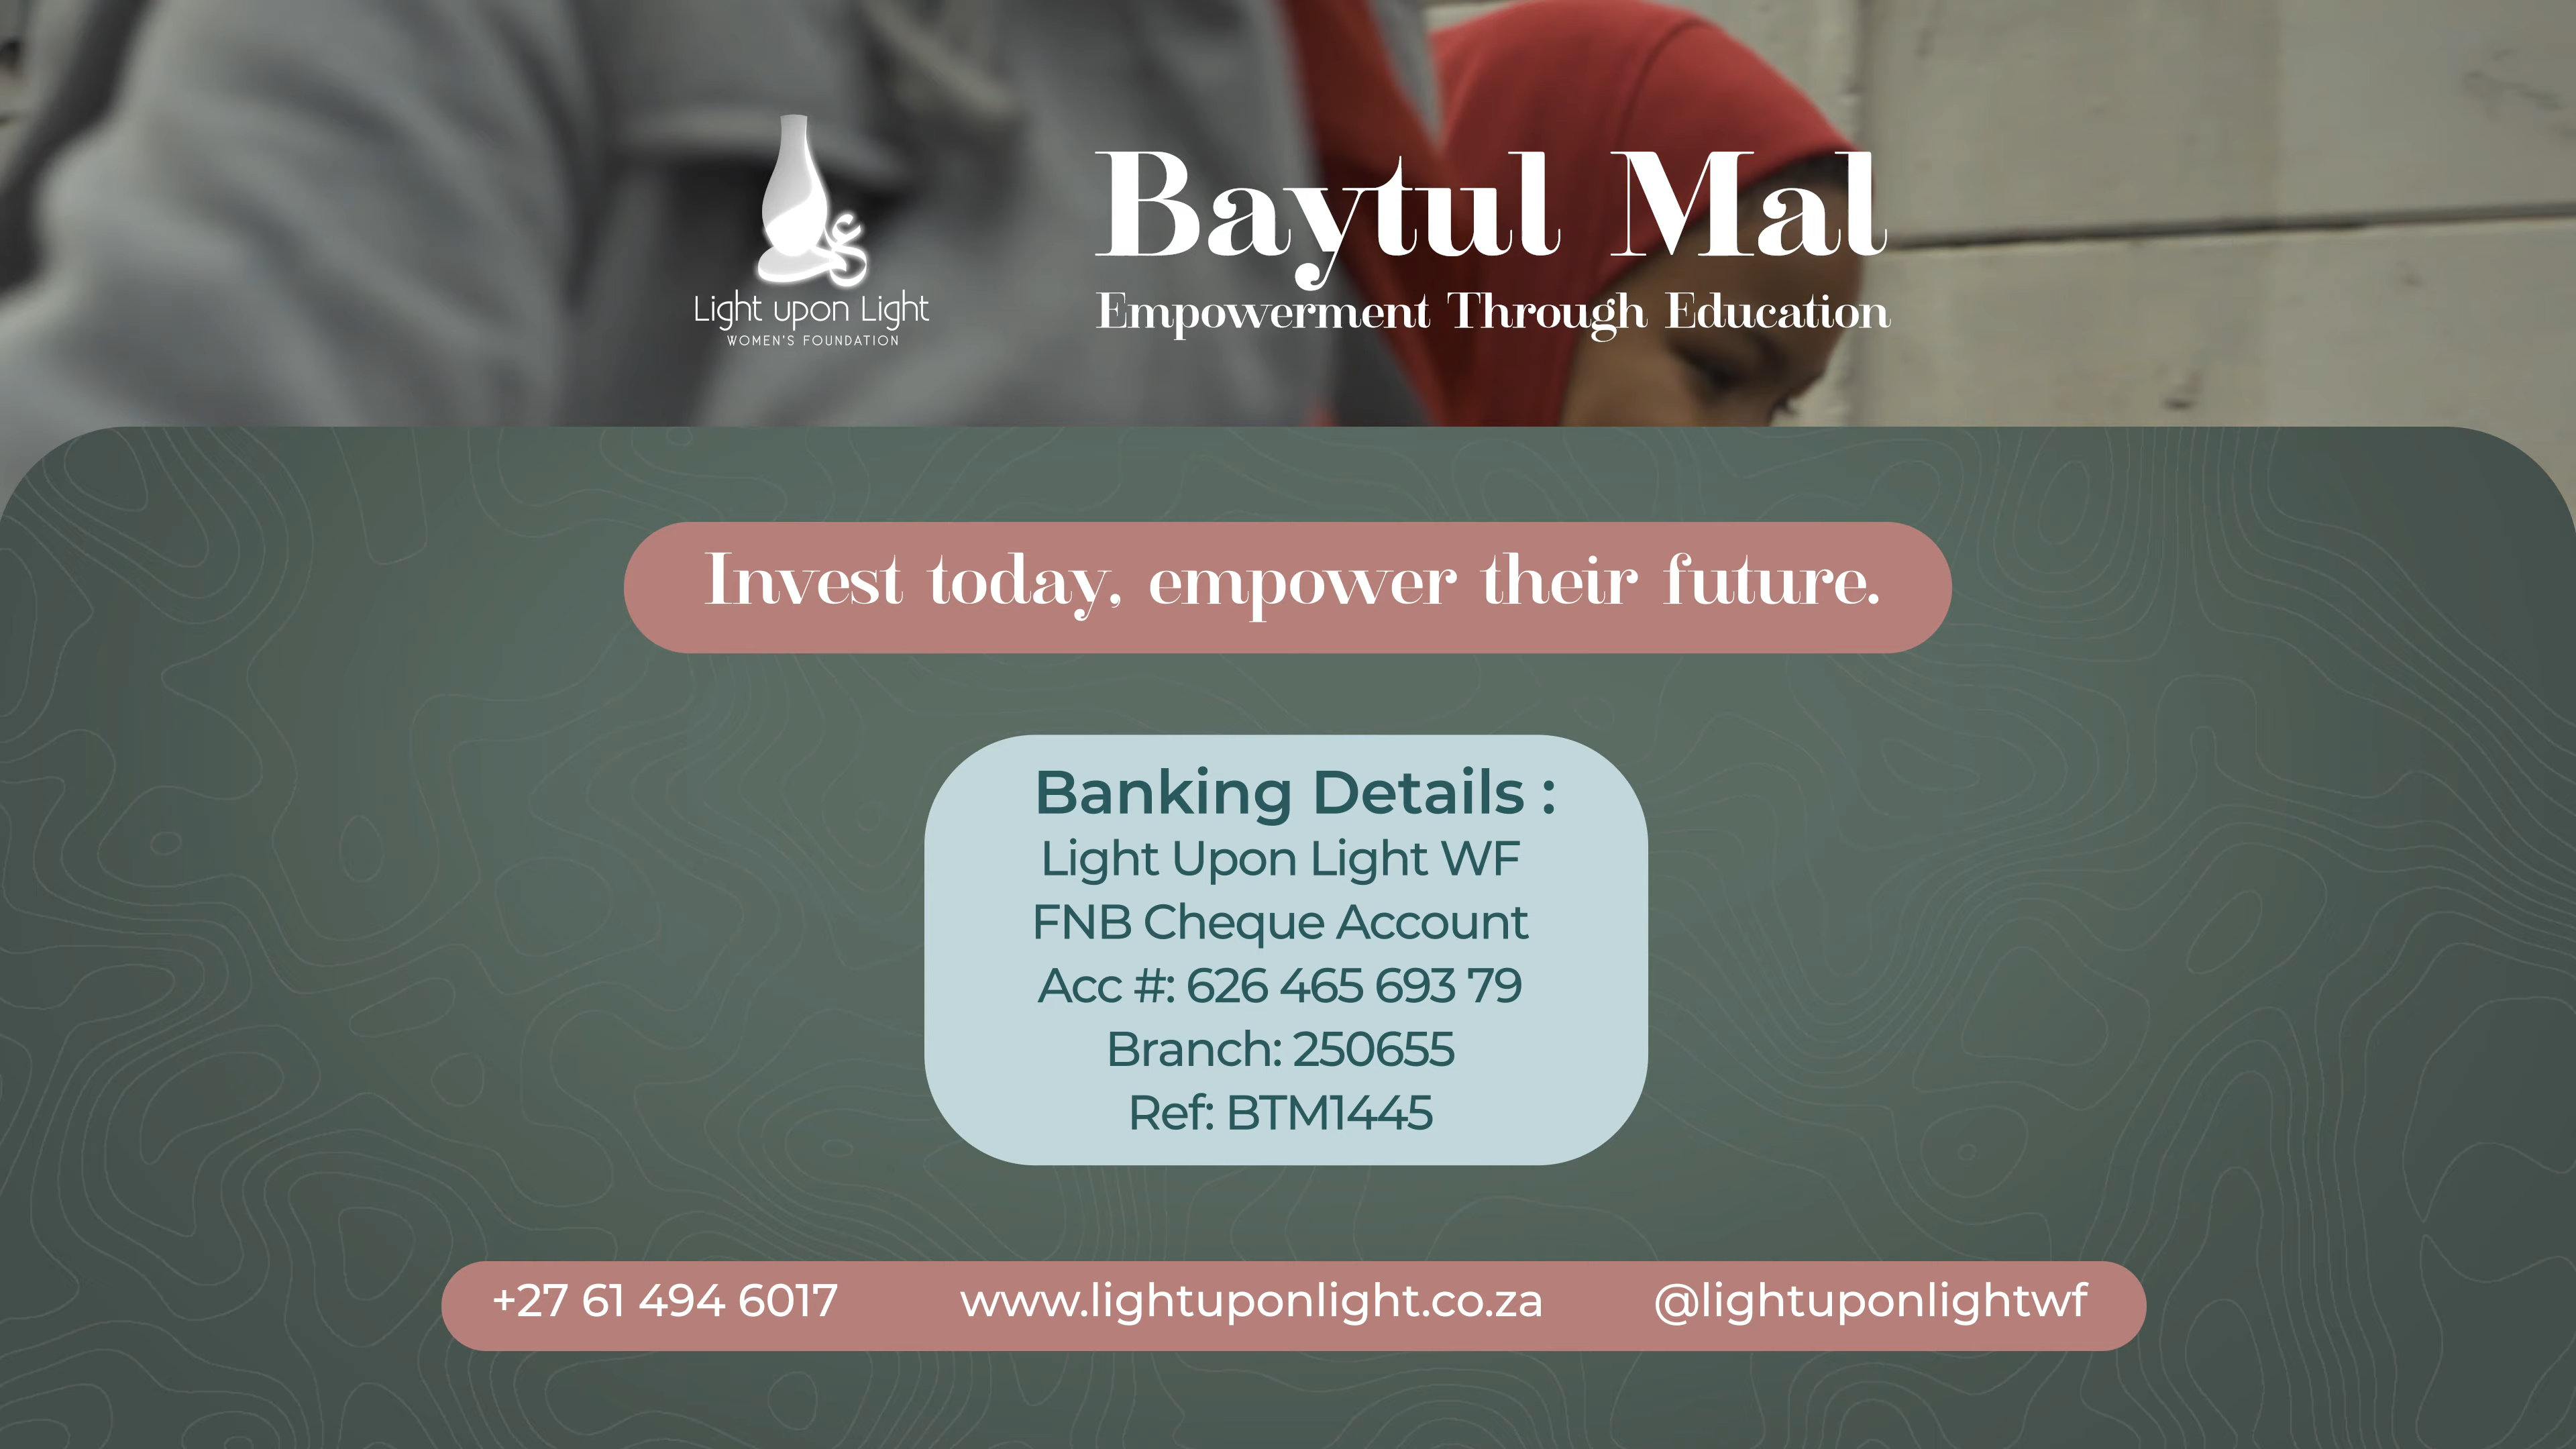 Light upon Light
WOMEN'S FOUNDATION
Baytul Mal
Empowerment Through Education
Invest today, empower their future.
Banking Details :
Light Upon Light WF
FNB Cheque Account
Acc #: 626 465 693 79
Branch: 250655
Ref: BTM1445
+27 61 494 6017 www.lightuponlight.co.za @lightuponlightwf